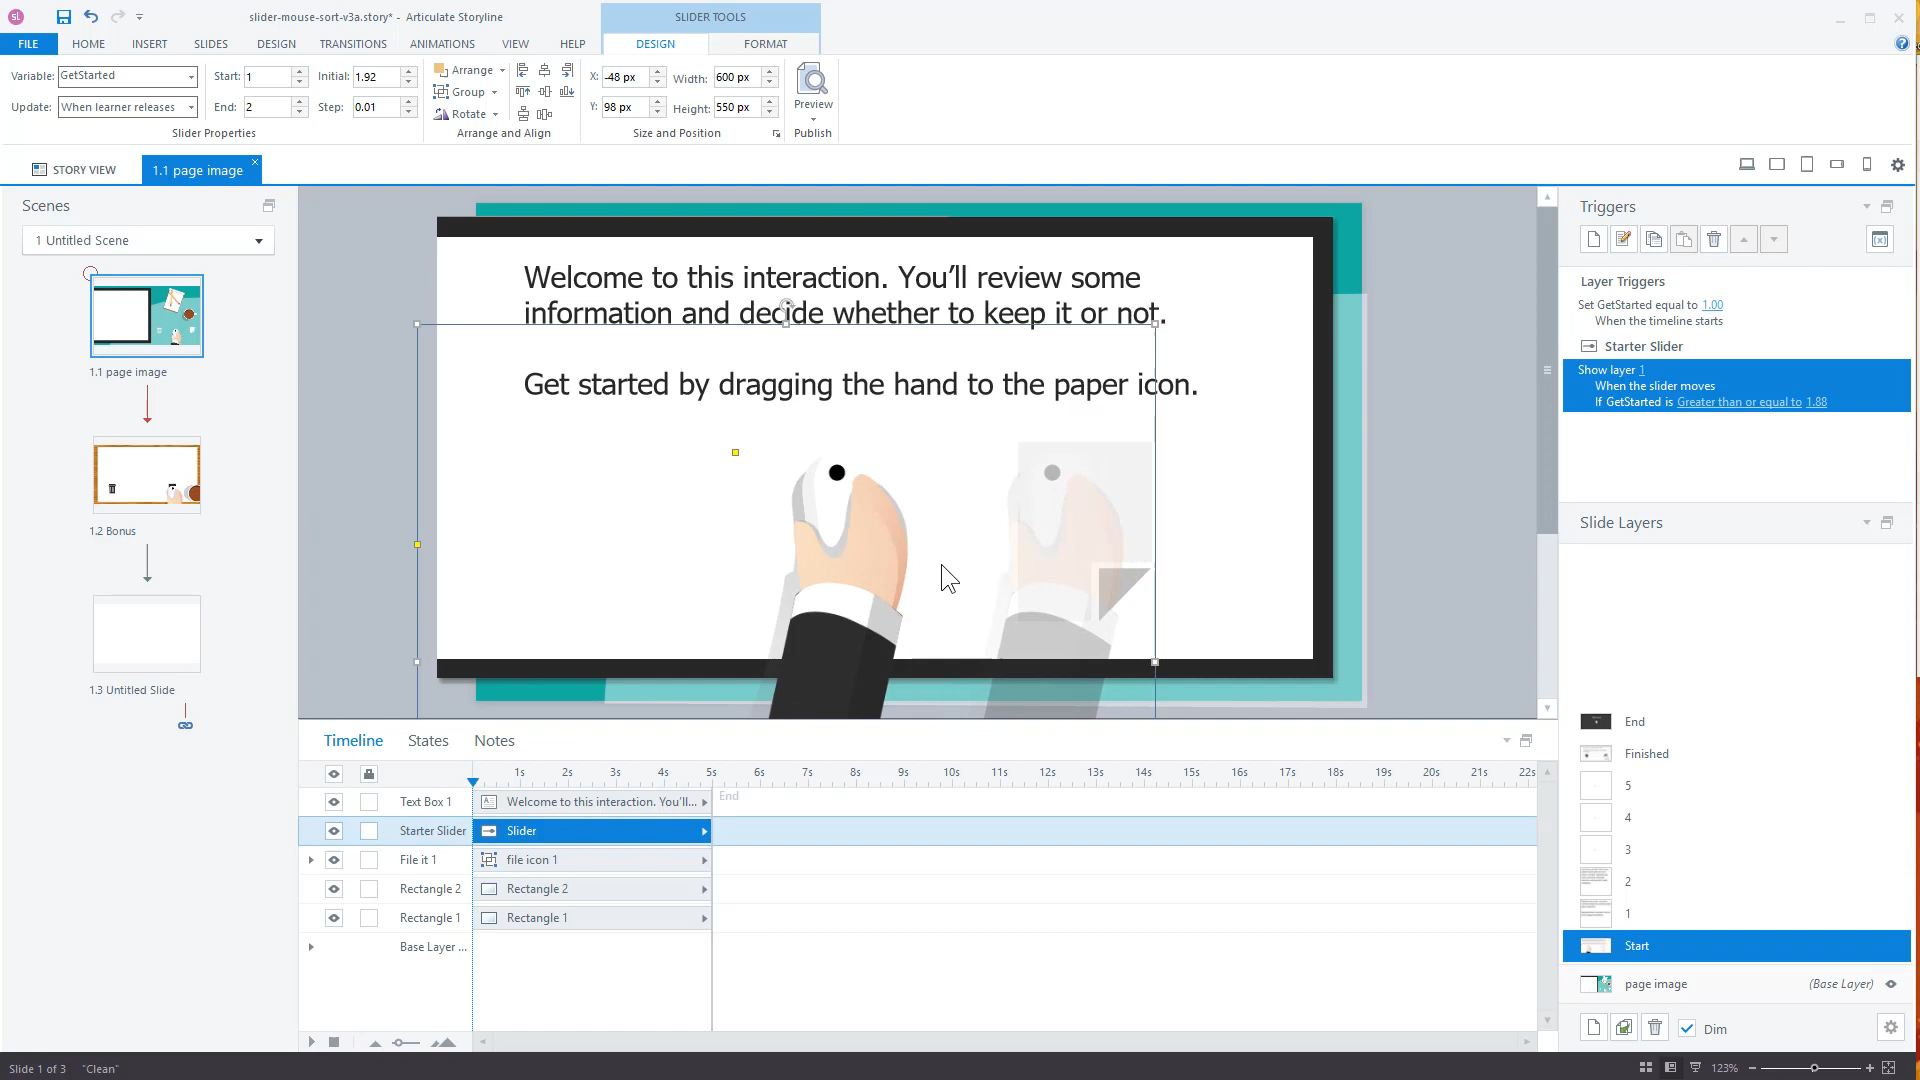 sl
slider-mouse-sort-v3a.story* - Articulate Storyline
SLIDER TOOLS
FILE
HOME
INSERT
SLIDES
DESIGN
TRANSITIONS
ANIMATIONS
VIEW
HELP
DESIGN
FORMAT
?
Variable: GetStarted
Start: 1
Initial: 1.92
Arrange
X: -48 px
Width: 600 px
Group
Update: When learner releases
End: 2
Step: 0.01
Y: 98 px
Height: 550 px
Preview
Rotate
Slider Properties
Arrange and Align
Size and Position
Publish
STORY VIEW
1.1 page image
Scenes
1 Untitled Scene
1.1 page image
1.2 Bonus
1.3 Untitled Slide
Welcome to this interaction. You’ll review some
information and decide whether to keep it or not.
Get started by dragging the hand to the paper icon.
Triggers
(x)
Layer Triggers
Set GetStarted equal to 1.00
When the timeline starts
Starter Slider
Show layer 1
When the slider moves
If GetStarted is Greater than or equal to 1.88
Slide Layers
End
Finished
5
4
3
2
1
Start
page image
(Base Layer)
Dim
Timeline
States
Notes
1s 2s 3s 4s 5s 6s 7s 8s 9s 10s 11s 12s 13s 14s 15s 16s 17s 18s 19s 20s 21s 22s
Text Box 1
A
Welcome to this interaction. You'll...
End
Starter Slider
Slider
File it 1
file icon 1
Rectangle 2
Rectangle 2
Rectangle 1
Rectangle 1
Base Layer ...
Slide 1 of 3
"Clean"
123%